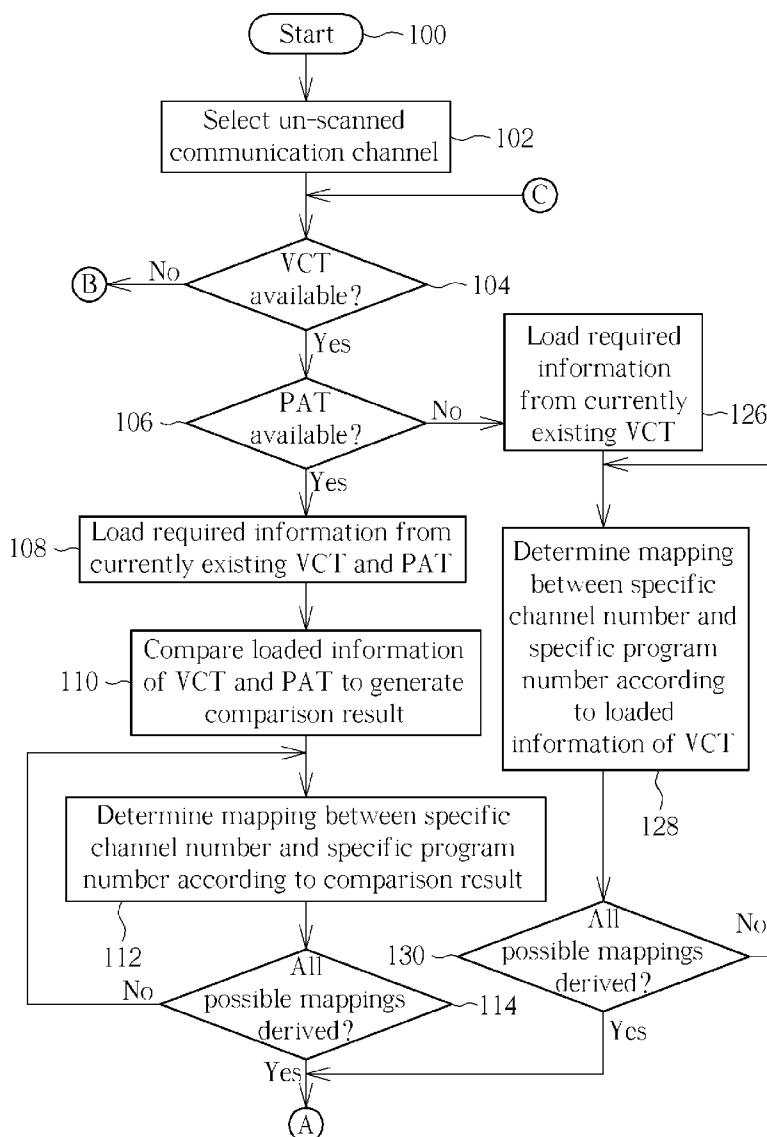 Start
100
Select un-scanned
communication channel
102
C
B
No
VCT
available?
104
Yes
106
PAT
available?
No
Load required
information
from currently
existing VCT
126
Yes
108
Load required information from
currently existing VCT and PAT
110
Compare loaded information
of VCT and PAT to generate
comparison result
Determine mapping
between specific
channel number and
specific program
number according
to loaded
information of VCT
128
Determine mapping between specific
channel number and specific program
number according to comparison result
112
No
All
possible mappings
derived?
114
130
All
possible mappings
derived?
No
Yes
Yes
A